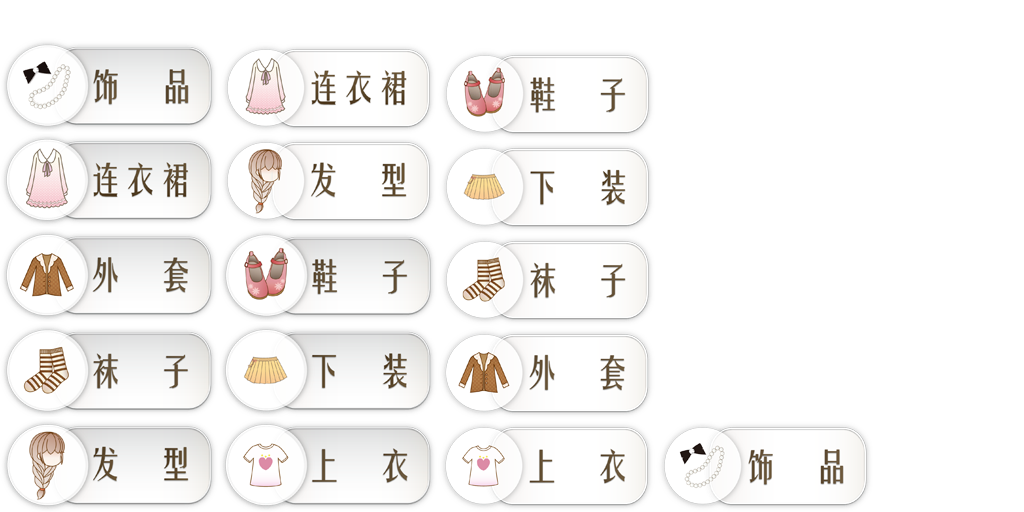 饰 品
连衣裙
鞋 子
连衣裙
发 型
下 装
外 套
鞋 子
袜 子
袜 子
下 装
外 套
发 型
上 衣
上 衣
饰 品